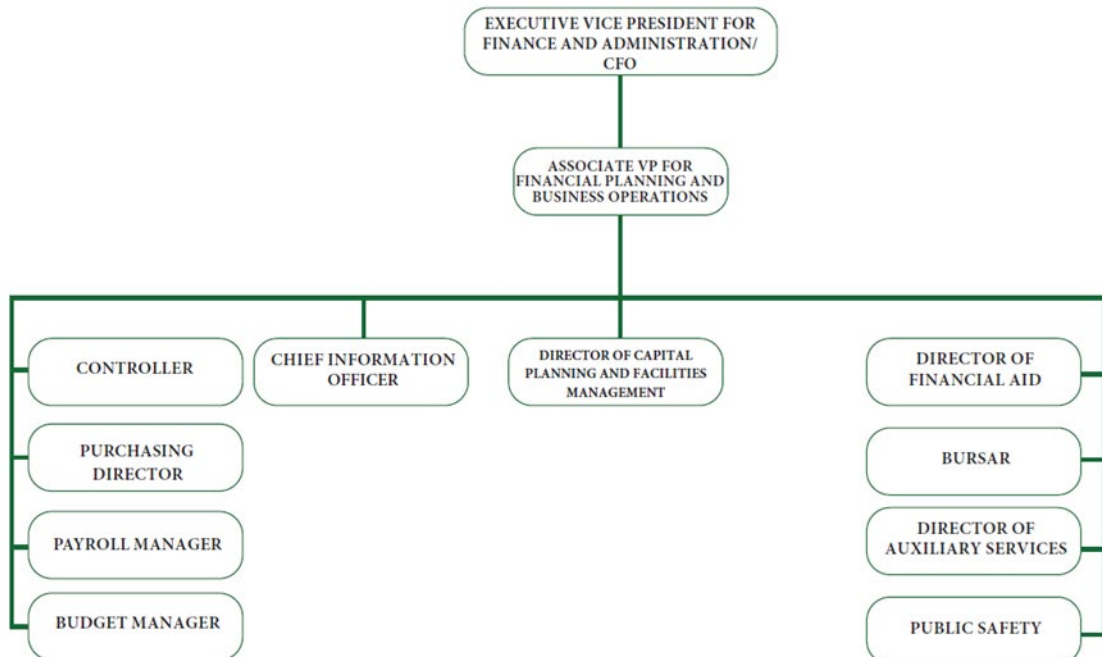 EXECUTIVE VICE PRESIDENT FOR
FINANCE AND ADMINISTRATION/
CFO
ASSOCIATE VP FOR
FINANCIAL PLANNING AND
BUSINESS OPERATIONS
CONTROLLER
PURCHASING
DIRECTOR
PAYROLL MANAGER
BUDGET MANAGER
CHIEF INFORMATION
OFFICER
DIRECTOR OF CAPITAL
PLANNING AND FACILITIES
MANAGEMENT
DIRECTOR OF
FINANCIAL AID
BURSAR
DIRECTOR OF
AUXILIARY SERVICES
PUBLIC SAFETY